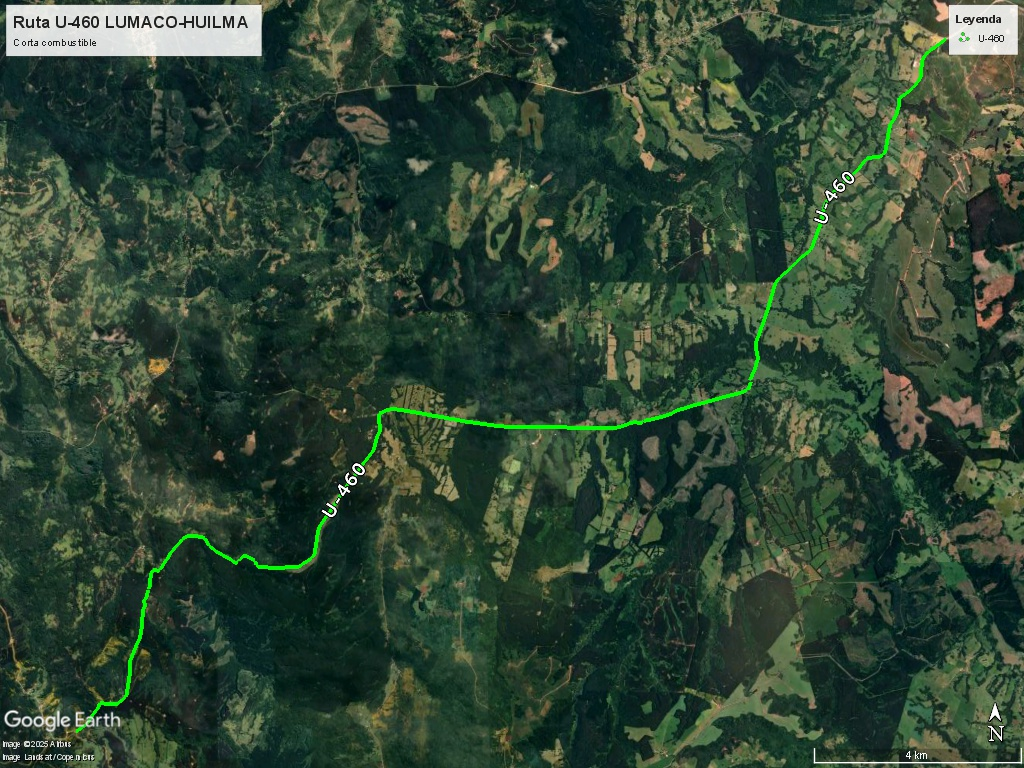 Ruta U-460 LUMACO-HUILMA
Corta combustible
Leyenda
U-460
U-460
U-460
Google Earth
Image © 2025 Airbus
Image Landsat / Copernicus
N
4 km